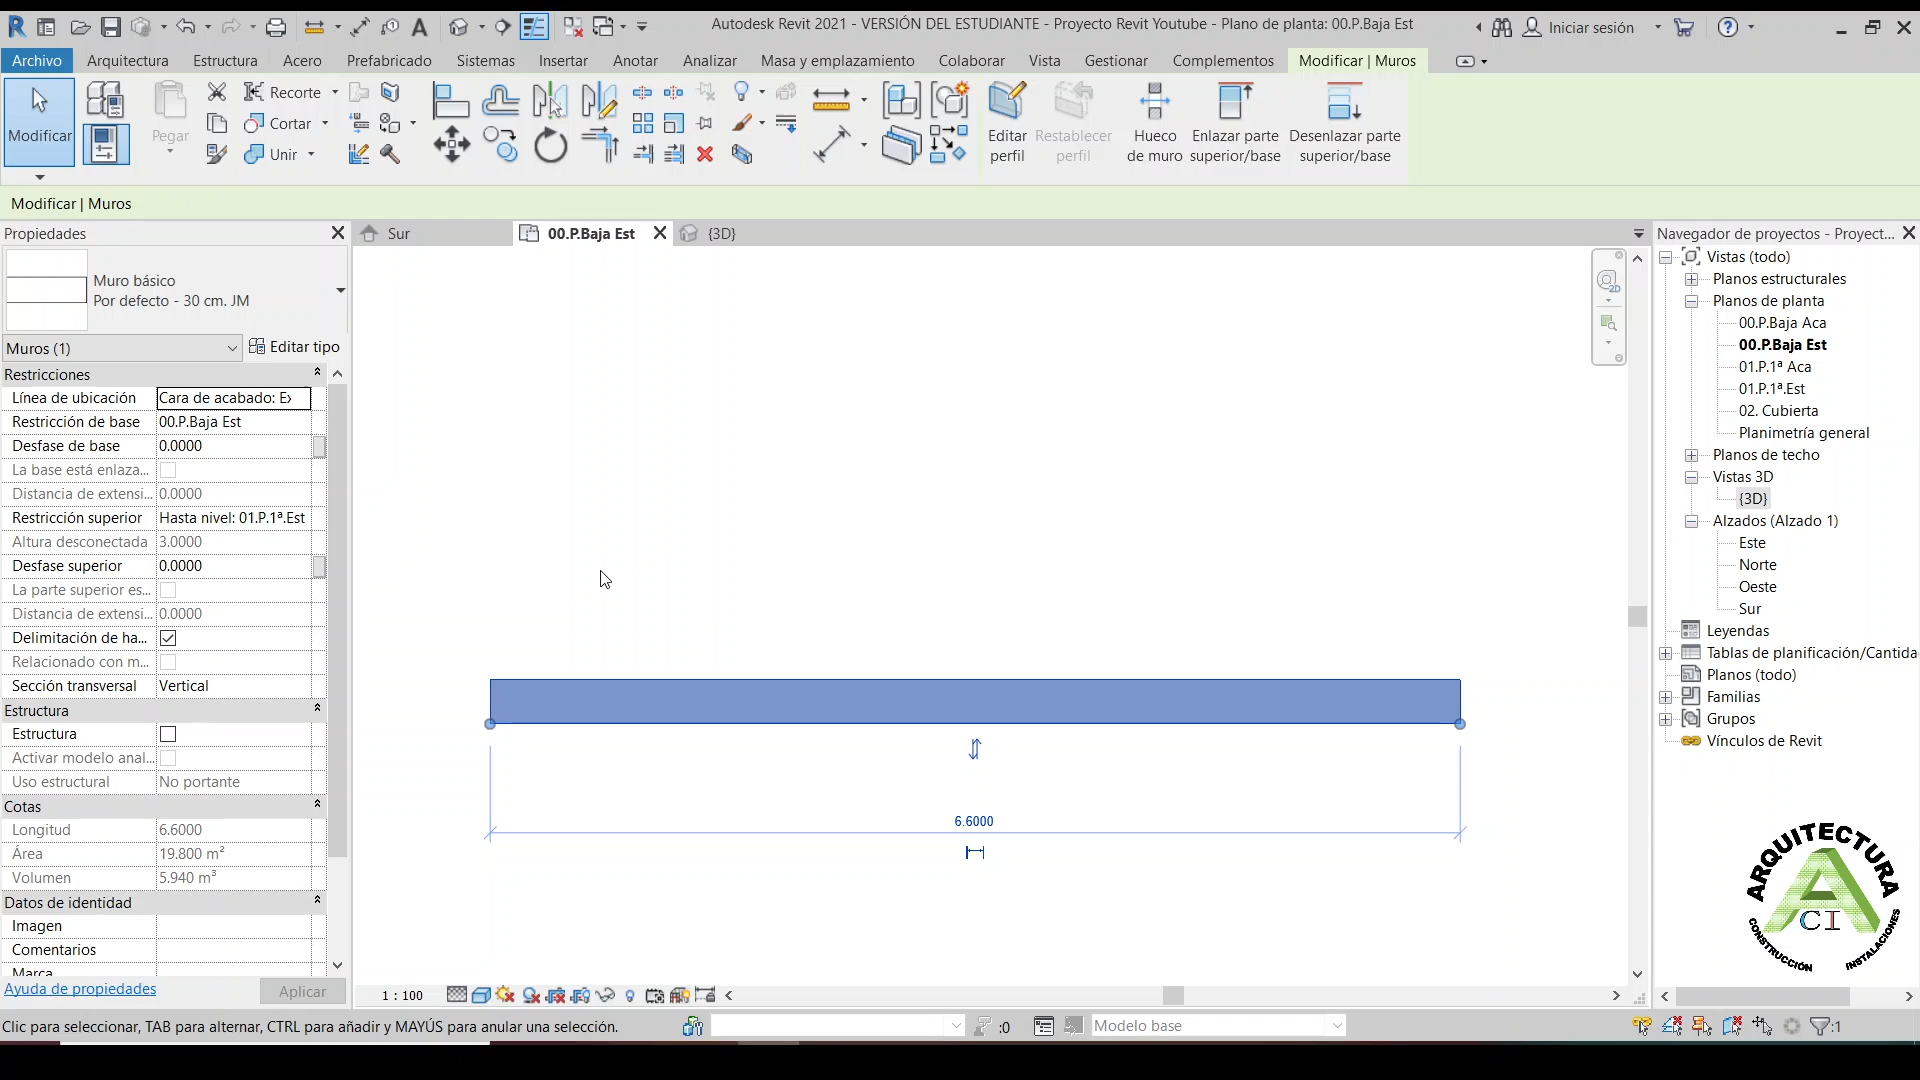 Autodesk Revit 2021 - VERSIÓN DEL ESTUDIANTE - Proyecto Revit Youtube - Plano de planta: 00.P.Baja Est
Iniciar sesión
Archivo Arquitectura Estructura Acero Prefabricado Sistemas Insertar Anotar Analizar Masa y emplazamiento Colaborar Vista Gestionar Complementos Modificar | Muros
Modificar
Pegar
Recorte
Cortar
Unir
Editar perfil
Restablecer perfil
Hueco de muro
Enlazar parte superior/base
Desenlazar parte superior/base
Modificar | Muros
Propiedades
Sur
00.P.Baja Est
{3D}
Navegador de proyectos - Proyect...
Muro básico
Por defecto - 30 cm. JM
Muros (1)
Editar tipo
Restricciones
Línea de ubicación Cara de acabado: Ex
Restricción de base 00.P.Baja Est
Desfase de base 0.0000
La base está enlaza...
Distancia de extensi... 0.0000
Restricción superior Hasta nivel: 01.P.1ª.Est
Altura desconectada 3.0000
Desfase superior 0.0000
La parte superior es...
Distancia de extensi... 0.0000
Delimitación de ha...
Relacionado con m...
Sección transversal Vertical
Estructura
Estructura
Activar modelo anal...
Uso estructural No portante
Cotas
Longitud 6.6000
Área 19.800 m²
Volumen 5.940 m³
Datos de identidad
Imagen
Comentarios
Marca
Ayuda de propiedades
Aplicar
2D
6.6000
Vistas (todo)
Planos estructurales
Planos de planta
00.P.Baja Aca
00.P.Baja Est
01.P.1ª Aca
01.P.1ª.Est
02. Cubierta
Planimetría general
Planos de techo
Vistas 3D
{3D}
Alzados (Alzado 1)
Este
Norte
Oeste
Sur
Leyendas
Tablas de planificación/Cantida
Planos (todo)
Familias
Grupos
Vínculos de Revit
ARQUITECTURA
CI
CONSTRUCCIÓN
INSTALACIONES
1 : 100
Clic para seleccionar, TAB para alternar, CTRL para añadir y MAYÚS para anular una selección.
:0
Modelo base
:1